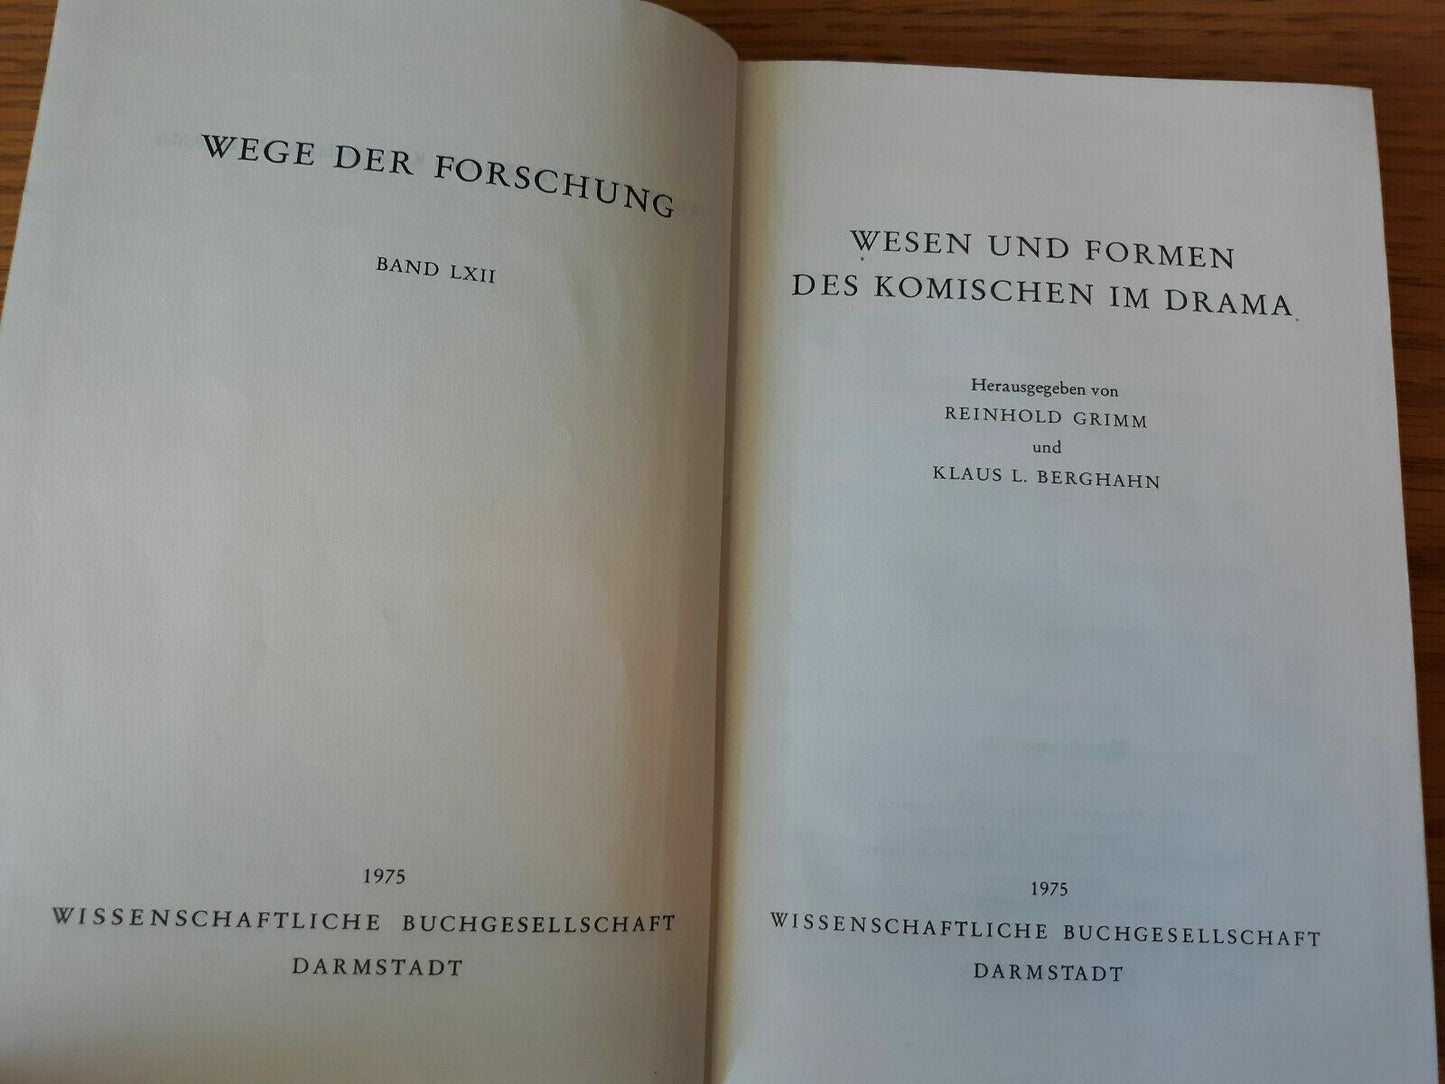 WEGE DER FORSCHUNG
BAND LXII
1975
WISSENSCHAFTLICHE BUCHGESELLSCHAFT
DARMSTADT
WESEN UND FORMEN
DES KOMISCHEN IM DRAMA
Herausgegeben von
REINHOLD GRIMM
und
KLAUS L. BERGHAHN
1975
WISSENSCHAFTLICHE BUCHGESELLSCHAFT
DARMSTADT